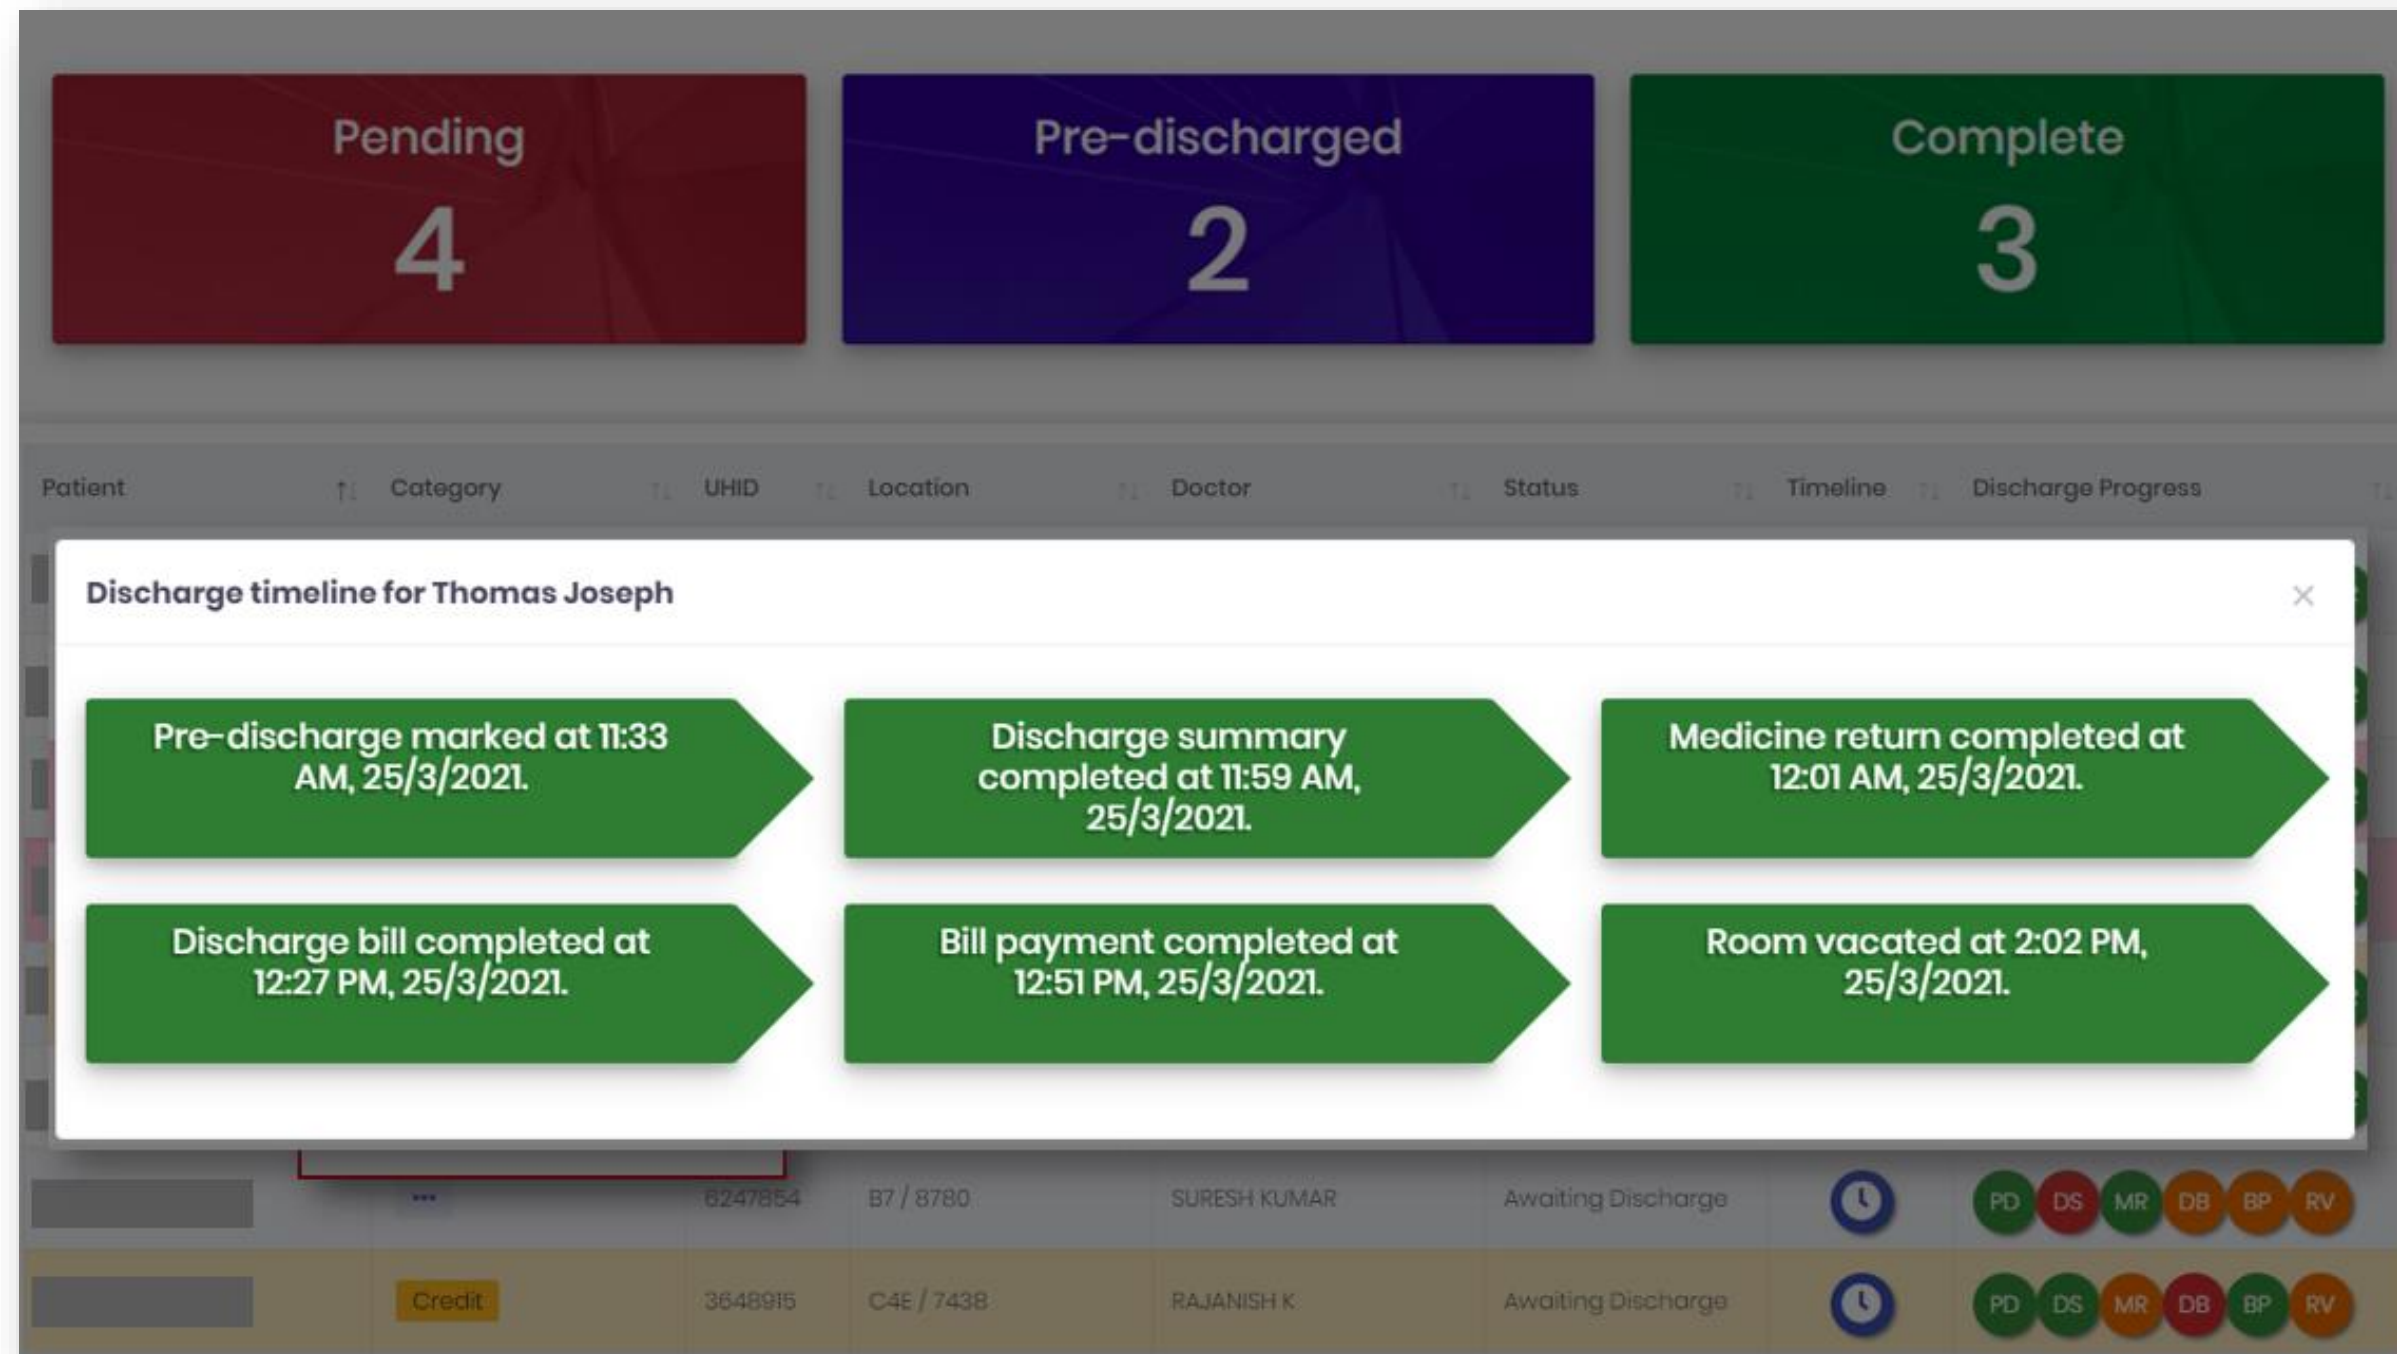 Pending
4
Pre-discharged
2
Complete
3
Patient Category UHID Location Doctor Status Timeline Discharge Progress
Discharge timeline for Thomas Joseph
×
Pre-discharge marked at 11:33
AM, 25/3/2021.
Discharge summary
completed at 11:59 AM,
25/3/2021.
Medicine return completed at
12:01 AM, 25/3/2021.
Discharge bill completed at
12:27 PM, 25/3/2021.
Bill payment completed at
12:51 PM, 25/3/2021.
Room vacated at 2:02 PM,
25/3/2021.
... 6247854 B7 / 8780 SURESH KUMAR Awaiting Discharge PD DS MR DB BP RV
Credit 3648915 C4E / 7438 RAJANISH K Awaiting Discharge PD DS MR DB BP RV